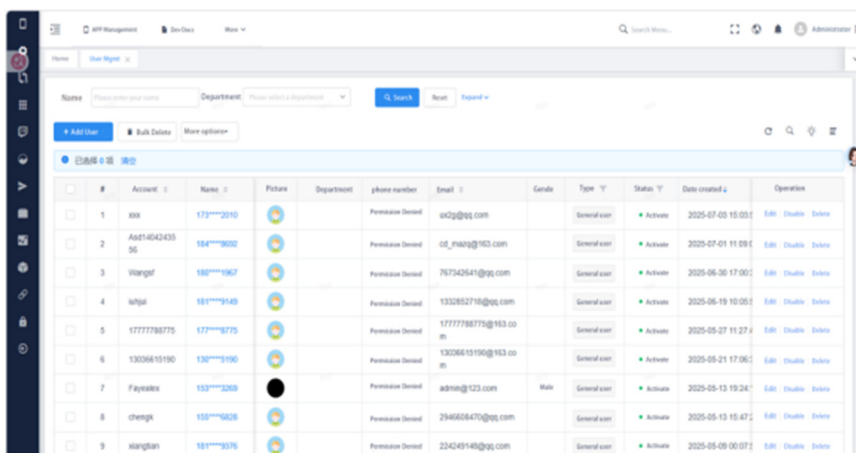 APP Management Dev Docs More Search Menu... Administrator
Home User Mgmt
Name Please enter your name Department Please select a department Search Reset Expand
+ Add User Bulk Delete More options
已选择 0 项 清空
# Account Name Picture Department phone number Email Gende Type Status Date created Operation
1 xxx 173****2010 Permission Denied ux2g@qq.com General user Activate 2025-07-03 15:03: Edit Disable Delete
2 Asd14042435 56 184****8692 Permission Denied cd_mazq@163.com General user Activate 2025-07-01 11:09: Edit Disable Delete
3 Wangsf 180****1967 Permission Denied 767342641@qq.com General user Activate 2025-06-30 17:00: Edit Disable Delete
4 181****9149 Permission Denied 1332852718@qq.com General user Activate 2025-06-19 10:05: Edit Disable Delete
5 17777788775 177****8775 Permission Denied 17777788775@163.co m General user Activate 2025-05-27 11:27 Edit Disable Delete
6 13036615190 130****5190 Permission Denied 13036615190@163.co m General user Activate 2025-05-21 17:06: Edit Disable Delete
7 Fayealex 153****3269 Permission Denied admin@123.com Male General user Activate 2025-05-13 19:24: Edit Disable Delete
8 chengk 155****6828 Permission Denied 2946608470@qq.com General user Activate 2025-05-13 15:47: Edit Disable Delete
9 xiangtian 181****9376 Permission Denied 224249148@qq.com General user Activate 2025-05-09 00:07: Edit Disable Delete